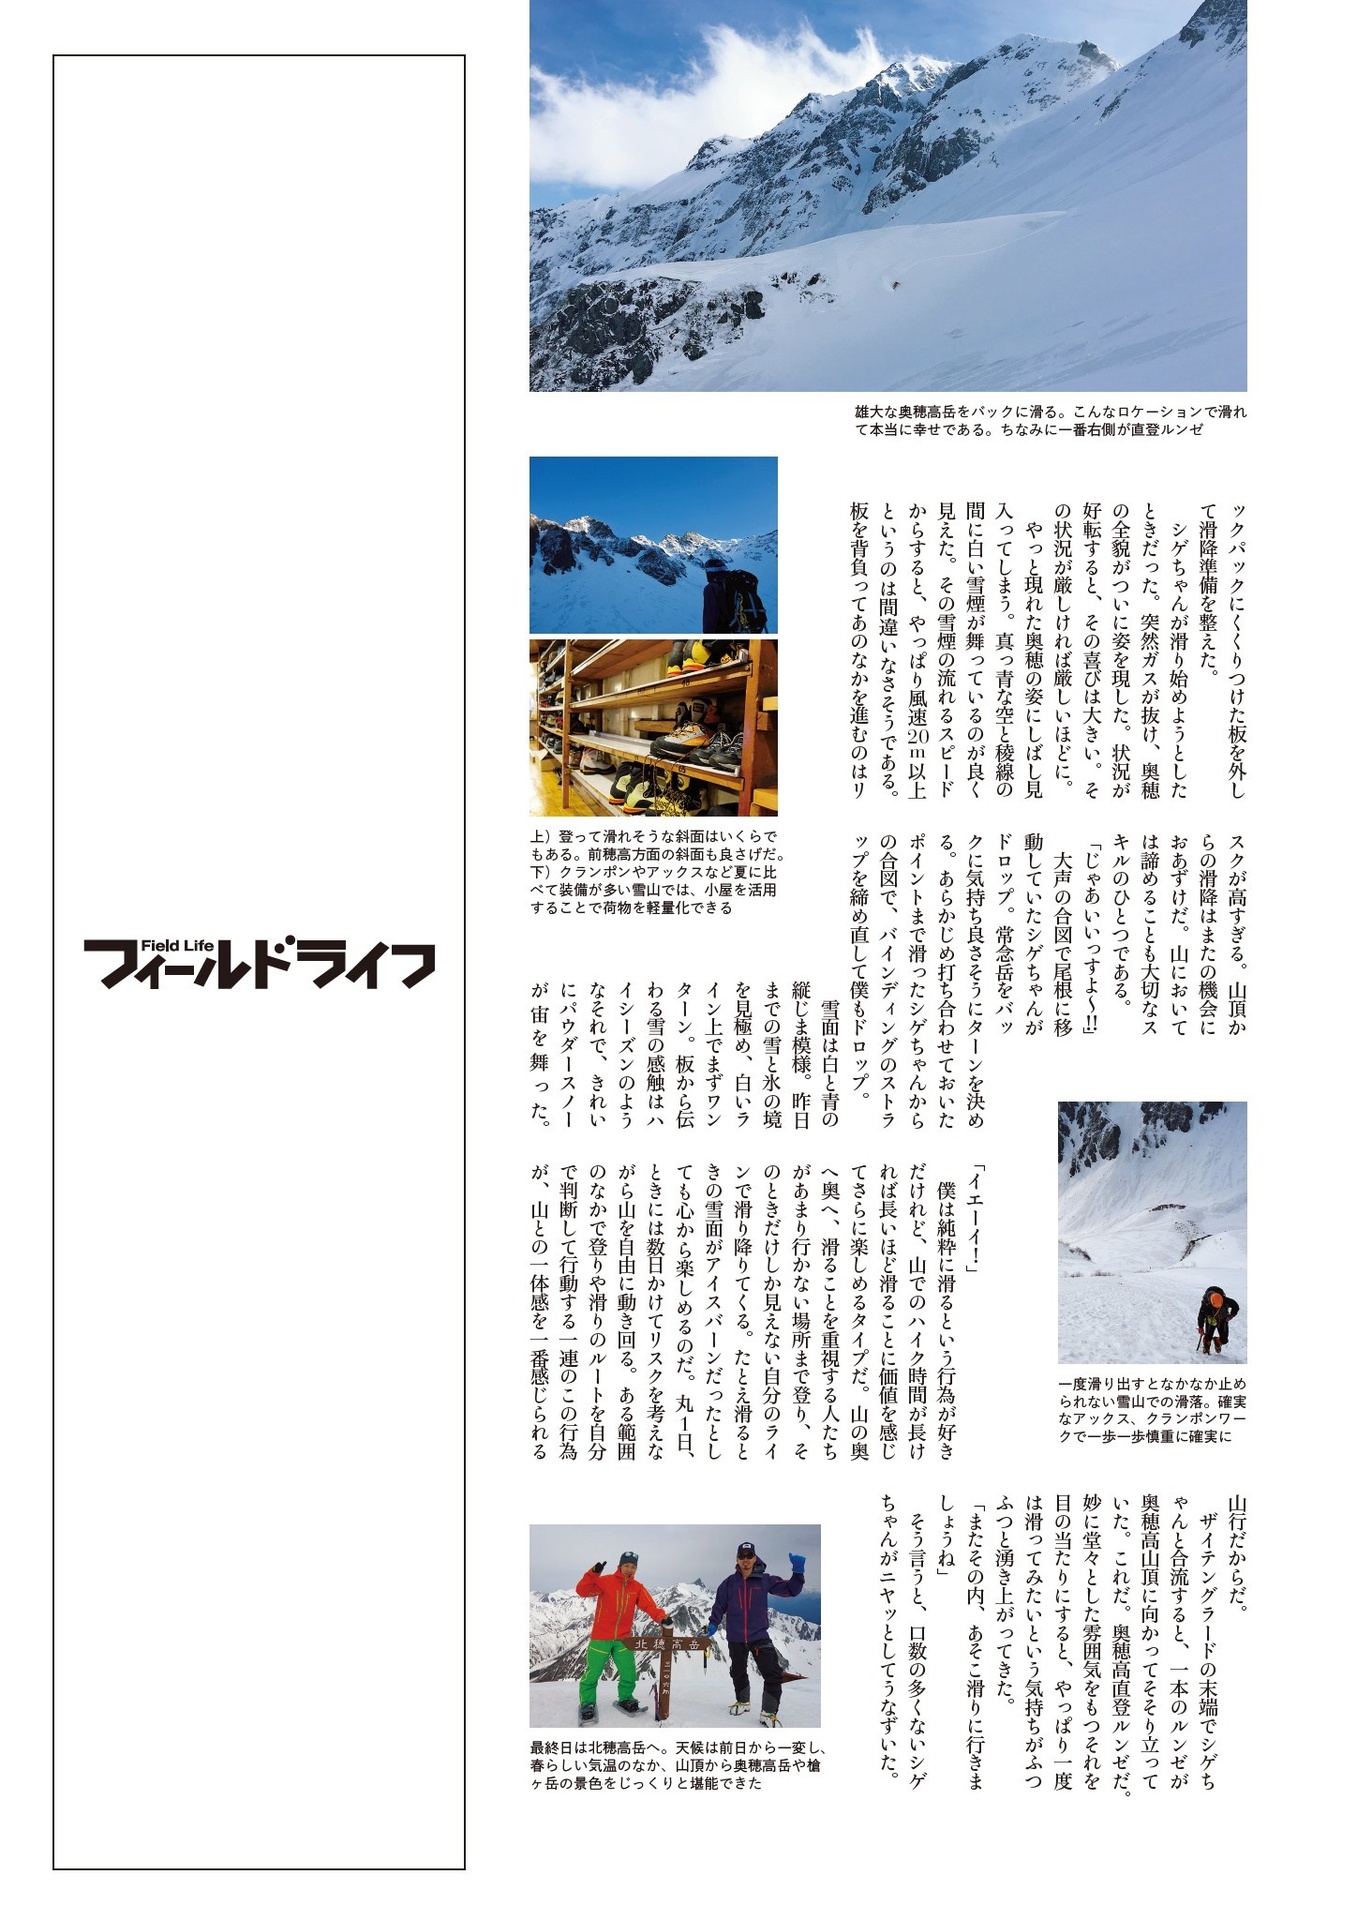 雄大な奥穂高岳をバックに滑る。こんなロケーションで滑れ
て本当に幸せである。ちなみに一番右側が直登ルンゼ
ックパックにくくりつけた板を外し
て滑降準備を整えた。
シゲちゃんが滑り始めようとした
ときだった。突然ガスが抜け、奥穂
の全貌がついに姿を現した。状況が
好転すると、その喜びは大きい。そ
の状況が厳しければ厳しいほどに。
やっと現れた奥穂の姿にしばし見
入ってしまう。真っ青な空と稜線の
間に白い雪煙が舞っているのが良く
見えた。その雪煙の流れるスピード
からすると、やっぱり風速20m以上
というのは間違いなさそうである。
板を背負ってあのなかを進むのはリ
スクが高すぎる。山頂か
らの滑降はまたの機会に
おあずけだ。山において
は諦めることも大切なス
キルのひとつである。
「じゃあいいっすよ〜!!」
大声の合図で尾根に移
動していたシゲちゃんが
ドロップ。常念岳をバッ
クに気持ち良さそうにターンを決め
る。あらかじめ打ち合わせておいた
ポイントまで滑ったシゲちゃんから
の合図で、バインディングのストラ
ップを締め直して僕もドロップ。
雪面は白と青の
縦じま模様。昨日
までの雪と氷の境
を見極め、白いラ
イン上でまずワン
ターン。板から伝
わる雪の感触はハ
イシーズンのよう
なそれで、きれい
にパウダースノー
が宙を舞った。
「イエーイ!」
僕は純粋に滑るという行為が好き
だけれど、山でのハイク時間が長け
れば長いほど滑ることに価値を感じ
てさらに楽しめるタイプだ。山の奥
へ奥へ、滑ることを重視する人たち
があまり行かない場所まで登り、そ
のときだけしか見えない自分のライ
ンで滑り降りてくる。たとえ滑ると
きの雪面がアイスバーンだったとし
ても心から楽しめるのだ。丸1日、
ときには数日かけてリスクを考えな
がら山を自由に動き回る。ある範囲
のなかで登りや滑りのルートを自分
で判断して行動する一連のこの行為
が、山との一体感を一番感じられる
山行だからだ。
ザイテングラードの末端でシゲち
ゃんと合流すると、一本のルンゼが
奥穂高山頂に向かってそそり立って
いた。これだ。奥穂高直登ルンゼだ。
妙に堂々とした雰囲気をもつそれを
目の当たりにすると、やっぱり一度
は滑ってみたいという気持ちがふつ
ふつと湧き上がってきた。
「またその内、あそこ滑りに行きま
しょうね」
そう言うと、口数の多くないシゲ
ちゃんがニヤッとしてうなずいた。
上）登って滑れそうな斜面はいくらで
もある。前穂高方面の斜面も良さげだ。
下）クランポンやアックスなど夏に比
べて装備が多い雪山では、小屋を活用
することで荷物を軽量化できる
一度滑り出すとなかなか止め
られない雪山での滑落。確実
なアックス、クランポンワー
クで一歩一歩慎重に確実に
北穂高岳
最終日は北穂高岳へ。天候は前日から一変し、
春らしい気温のなか、山頂から奥穂高岳や槍
ヶ岳の景色をじっくりと堪能できた
Field Life
フィールドライフ